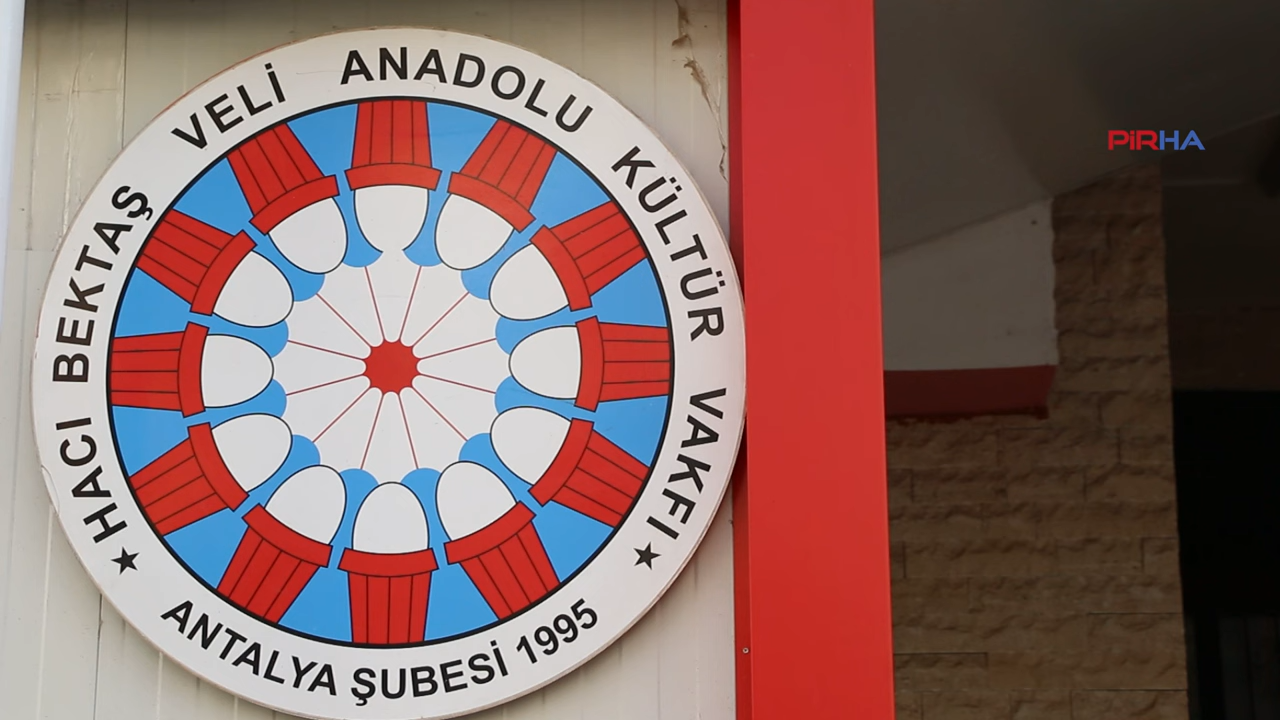 HACI BEKTAŞ VELİ ANADOLU KÜLTÜR VAKFI
ANTALYA ŞUBESİ 1995
PİRHA